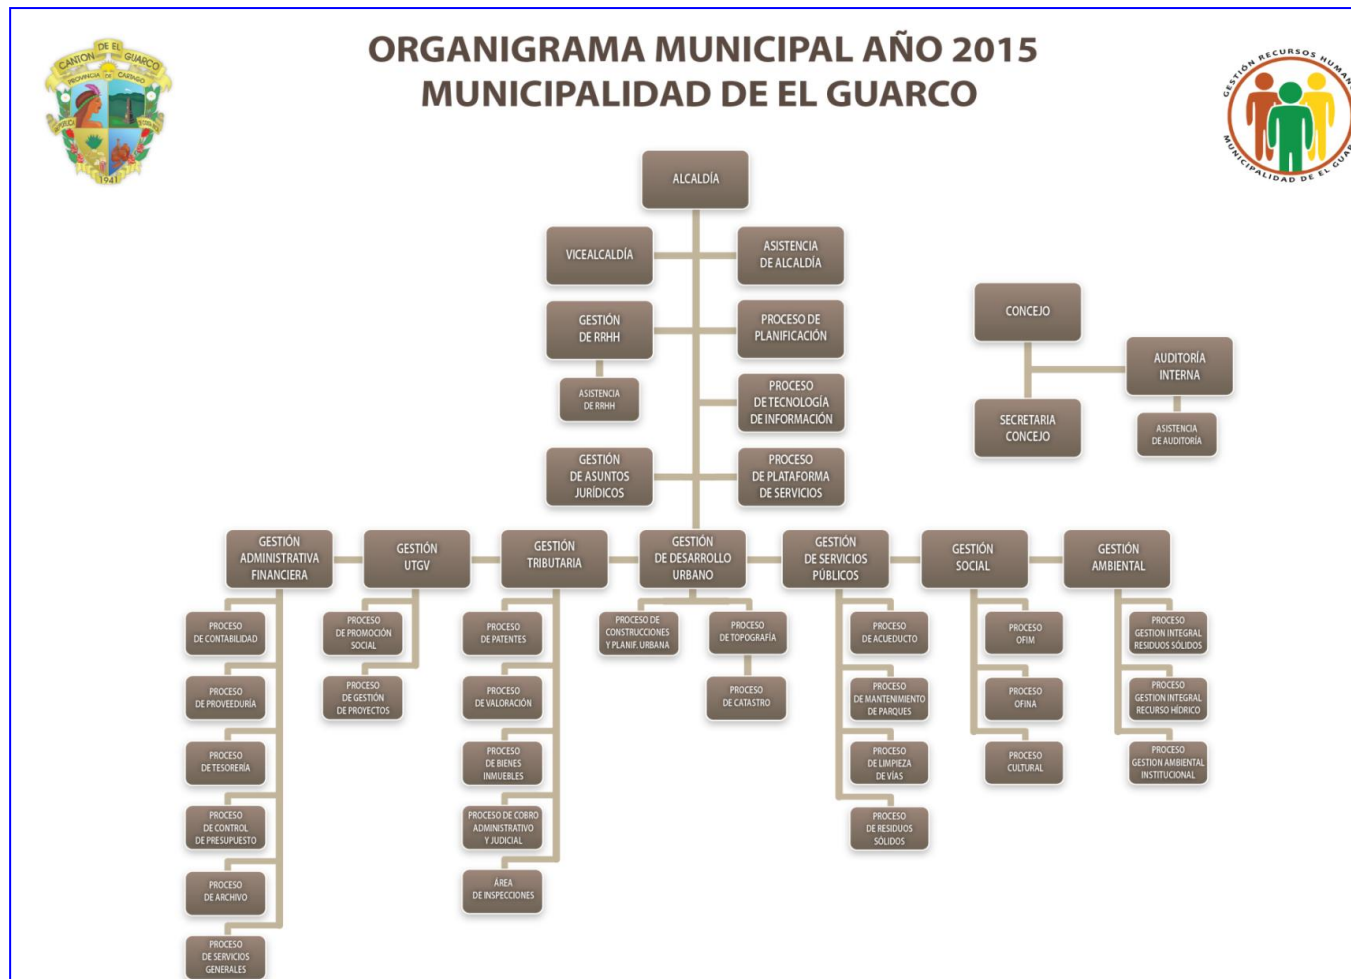 ORGANIGRAMA MUNICIPAL AÑO 2015
MUNICIPALIDAD DE EL GUARCO
CANTON DE EL GUARCO
PROVINCIA DE CARTAGO
1941
GESTIÓN RECURSOS HUMANOS
MUNICIPALIDAD DE EL GUARCO
ALCALDÍA
VICEALCALDÍA
ASISTENCIA
DE ALCALDÍA
GESTIÓN
DE RRHH
PROCESO DE
PLANIFICACIÓN
ASISTENCIA
DE RRHH
PROCESO
DE TECNOLOGÍA
DE INFORMACIÓN
GESTIÓN
DE ASUNTOS
JURÍDICOS
PROCESO
DE PLATAFORMA
DE SERVICIOS
CONCEJO
AUDITORÍA
INTERNA
SECRETARIA
CONCEJO
ASISTENCIA
DE AUDITORÍA
GESTIÓN
ADMINISTRATIVA
FINANCIERA
GESTIÓN
UTGV
GESTIÓN
TRIBUTARIA
GESTIÓN
DE DESARROLLO
URBANO
GESTIÓN
DE SERVICIOS
PÚBLICOS
GESTIÓN
SOCIAL
GESTIÓN
AMBIENTAL
PROCESO
DE CONTABILIDAD
PROCESO
DE PROVEEDURÍA
PROCESO
DE TESORERÍA
PROCESO
DE CONTROL
DE PRESUPUESTO
PROCESO
DE ARCHIVO
PROCESO
DE SERVICIOS
GENERALES
PROCESO
DE PROMOCIÓN
SOCIAL
PROCESO
DE GESTIÓN
DE PROYECTOS
PROCESO
DE PATENTES
PROCESO
DE VALORACIÓN
PROCESO
DE BIENES
INMUEBLES
PROCESO DE COBRO
ADMINISTRATIVO
Y JUDICIAL
ÁREA
DE INSPECCIONES
PROCESO DE
CONSTRUCCIONES
Y PLANIF. URBANA
PROCESO
DE TOPOGRAFÍA
PROCESO
DE CATASTRO
PROCESO
DE ACUEDUCTO
PROCESO
DE MANTENIMIENTO
DE PARQUES
PROCESO
DE LIMPIEZA
DE VÍAS
PROCESO
DE RESIDUOS
SÓLIDOS
PROCESO
OFIM
PROCESO
OFINA
PROCESO
CULTURAL
PROCESO
GESTION INTEGRAL
RESIDUOS SÓLIDOS
PROCESO
GESTION INTEGRAL
RECURSO HÍDRICO
PROCESO
GESTION AMBIENTAL
INSTITUCIONAL